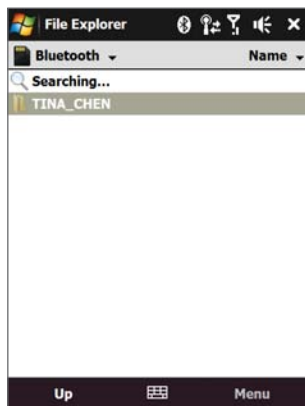 File Explorer
Bluetooth Name
Searching...
TINA_CHEN
Up Menu